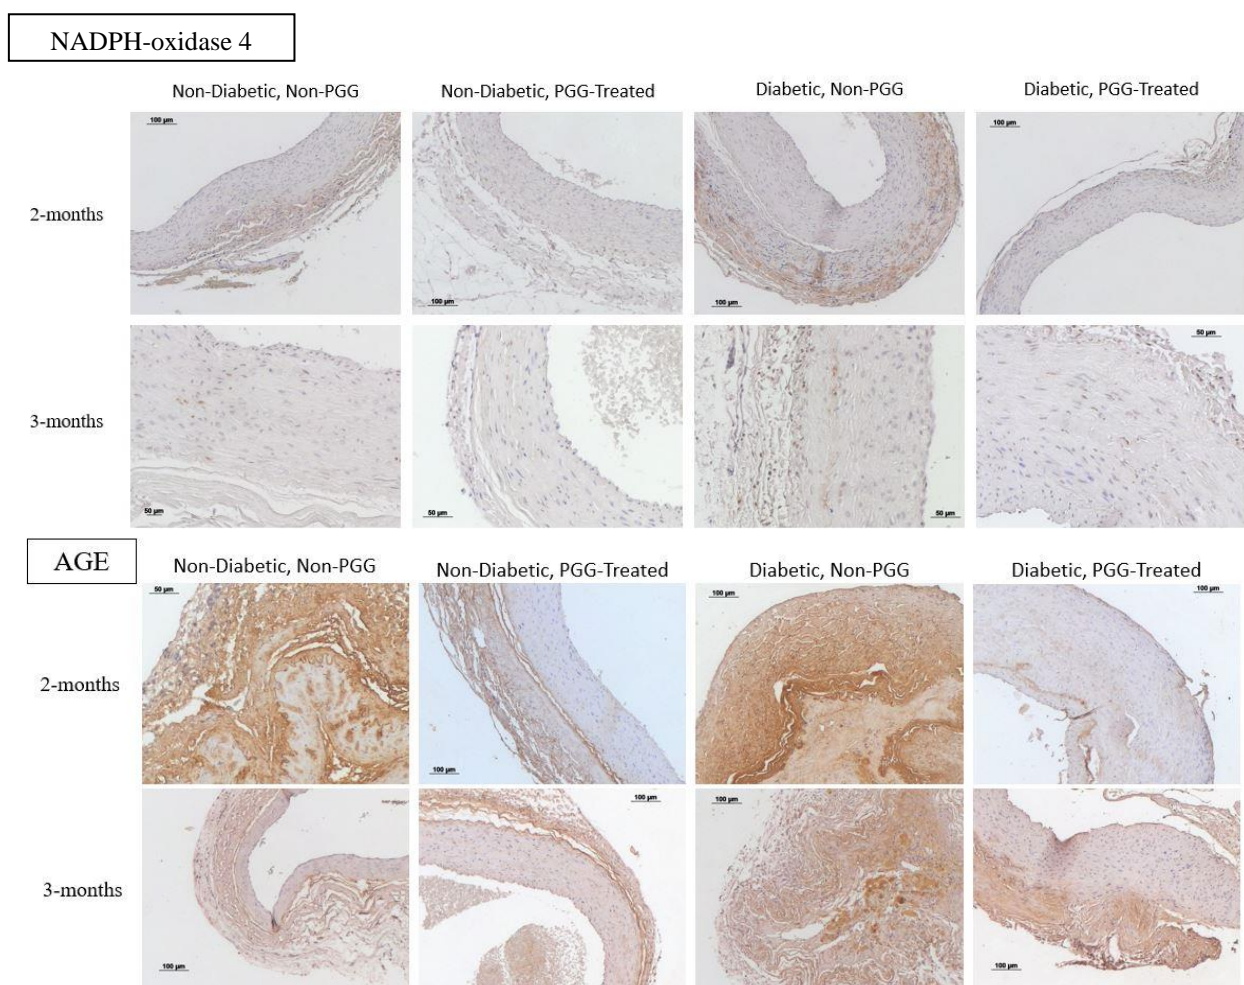 NADPH-oxidase 4
Non-Diabetic, Non-PGG
Non-Diabetic, PGG-Treated
Diabetic, Non-PGG
Diabetic, PGG-Treated
2-months
100 µm
100 µm
100 µm
100 µm
3-months
50 µm
50 µm
50 µm
50 µm
AGE
Non-Diabetic, Non-PGG
Non-Diabetic, PGG-Treated
Diabetic, Non-PGG
Diabetic, PGG-Treated
2-months
50 µm
100 µm
100 µm
100 µm
3-months
100 µm
100 µm
100 µm
100 µm